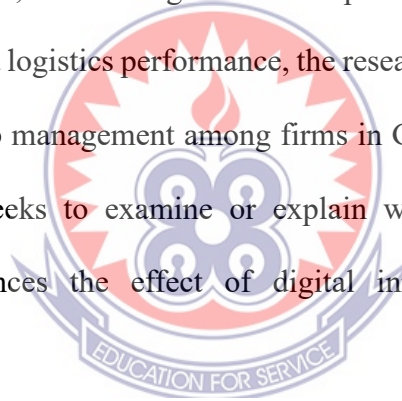 logistics performance, the resea
management among firms in
eeks to examine or explain w
nces the effect of digital in
EDUCATION FOR SERVICE